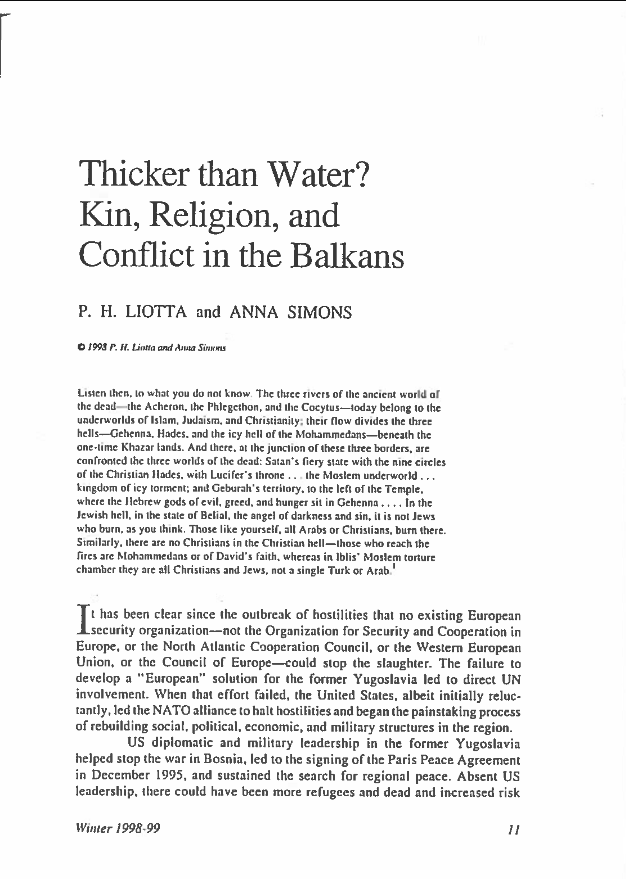 Thicker than Water?
Kin, Religion, and
Conflict in the Balkans
P. H. LIOTTA and ANNA SIMONS
© 1998 P. H. Liotta and Anna Simons
Listen then, to what you do not know. The three rivers of the ancient world of
the dead—the Acheron, the Phlegethon, and the Cocytus—today belong to the
underworlds of Islam, Judaism, and Christianity; their flow divides the three
hells—Gehenna, Hades, and the icy hell of the Mohammedans—beneath the
one-time Khazar lands. And there, at the junction of these three borders, are
confronted the three worlds of the dead: Satan's fiery state with the nine circles
of the Christian Hades, with Lucifer's throne . . . the Moslem underworld . . .
kingdom of icy torment; and Geburah's territory, to the left of the Temple,
where the Hebrew gods of evil, greed, and hunger sit in Gehenna . . . . In the
Jewish hell, in the state of Belial, the angel of darkness and sin, it is not Jews
who burn, as you think. Those like yourself, all Arabs or Christians, burn there.
Similarly, there are no Christians in the Christian hell—those who reach the
fires are Mohammedans or of David's faith, whereas in Iblis' Moslem torture
chamber they are all Christians and Jews, not a single Turk or Arab.1
It has been clear since the outbreak of hostilities that no existing European
security organization—not the Organization for Security and Cooperation in
Europe, or the North Atlantic Cooperation Council, or the Western European
Union, or the Council of Europe—could stop the slaughter. The failure to
develop a "European" solution for the former Yugoslavia led to direct UN
involvement. When that effort failed, the United States, albeit initially reluc-
tantly, led the NATO alliance to halt hostilities and began the painstaking process
of rebuilding social, political, economic, and military structures in the region.
US diplomatic and military leadership in the former Yugoslavia
helped stop the war in Bosnia, led to the signing of the Paris Peace Agreement
in December 1995, and sustained the search for regional peace. Absent US
leadership, there could have been more refugees and dead and increased risk
Winter 1998-99 11